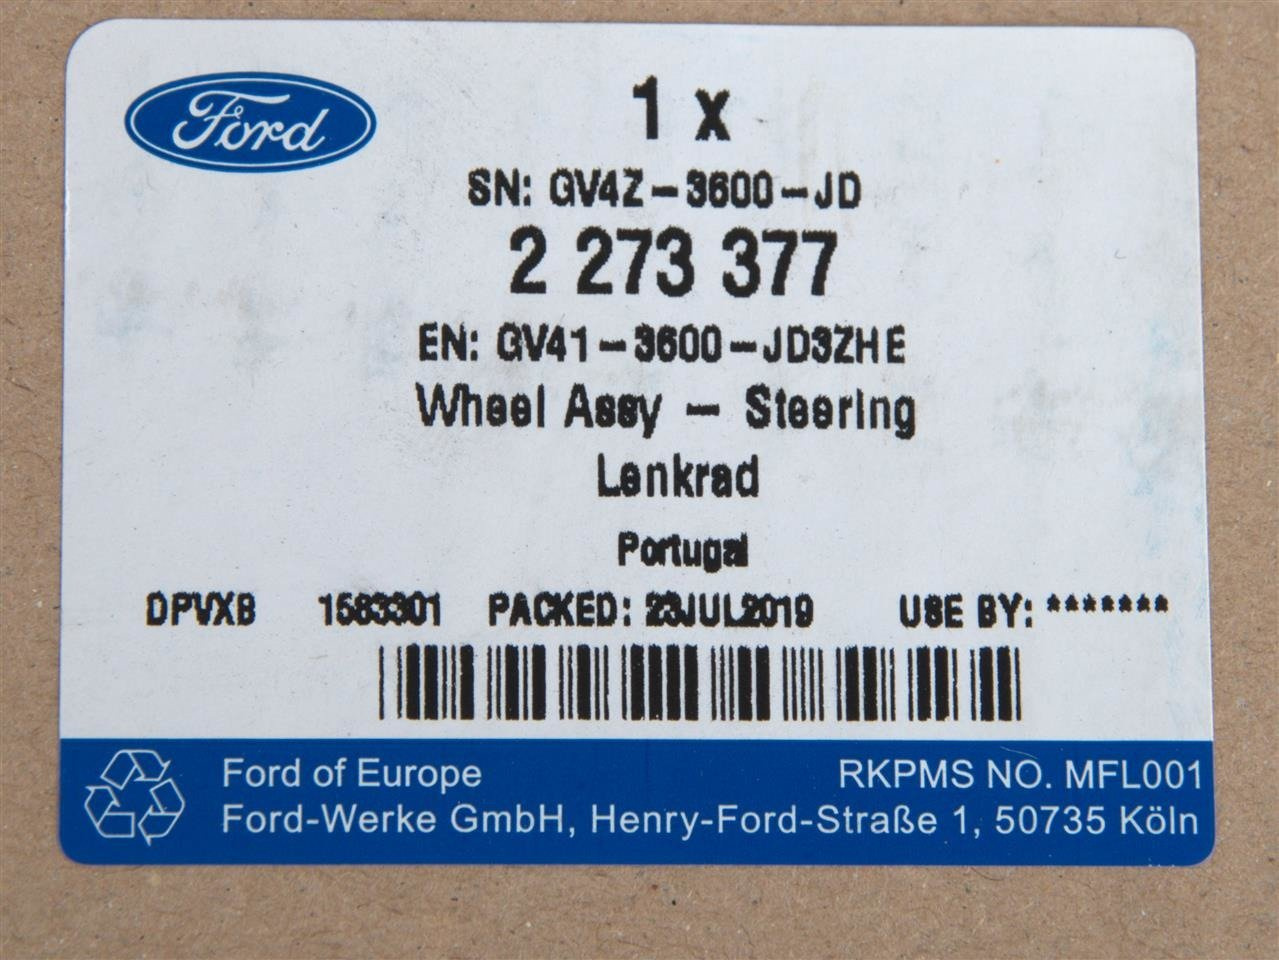 Ford
1 x
SN: GV4Z-3600-JD
2 273 377
EN: GV41-3600-JD3ZHE
Wheel Assy - Steering
Lenkrad
Portugal
DPVXB 1563301 PACKED: 23JUL2019 USE BY: *******
Ford of Europe RKPMS NO. MFL001
Ford-Werke GmbH, Henry-Ford-Straße 1, 50735 Köln